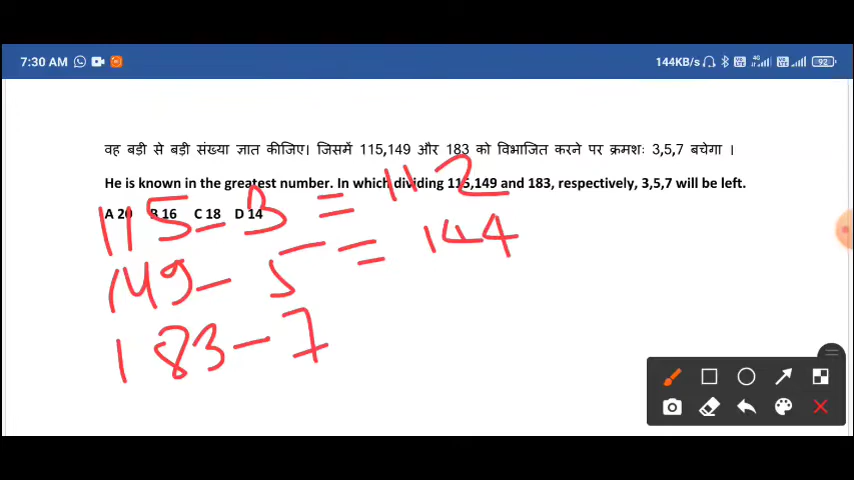 7:30 AM 144KB/s 4G 92
वह बड़ी से बड़ी संख्या ज्ञात कीजिए। जिसमें 115,149 और 183 को विभाजित करने पर क्रमशः 3,5,7 बचेगा ।
He is known in the greatest number. In which dividing 115,149 and 183, respectively, 3,5,7 will be left.
A 20 B 16 C 18 D 14
115-3=112
149-5=144
183-7